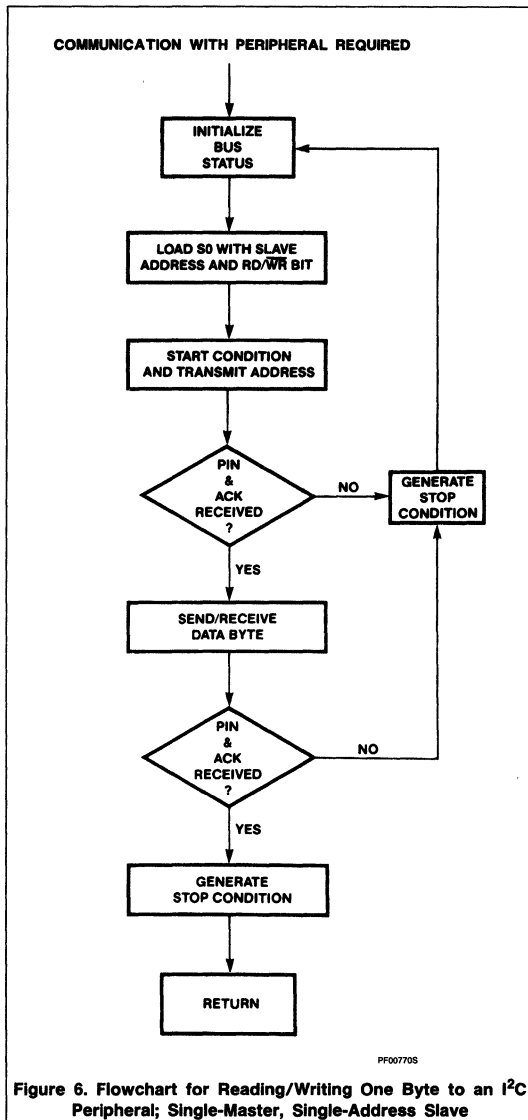 COMMUNICATION WITH PERIPHERAL REQUIRED
INITIALIZE
BUS
STATUS
LOAD S0 WITH SLAVE
ADDRESS AND RD/W̅R̅ BIT
START CONDITION
AND TRANSMIT ADDRESS
PIN
&
ACK
RECEIVED
?
NO
GENERATE
STOP
CONDITION
YES
SEND/RECEIVE
DATA BYTE
PIN
&
ACK
RECEIVED
?
NO
YES
GENERATE
STOP CONDITION
RETURN
PF00770S
Figure 6. Flowchart for Reading/Writing One Byte to an I²C
Peripheral; Single-Master, Single-Address Slave